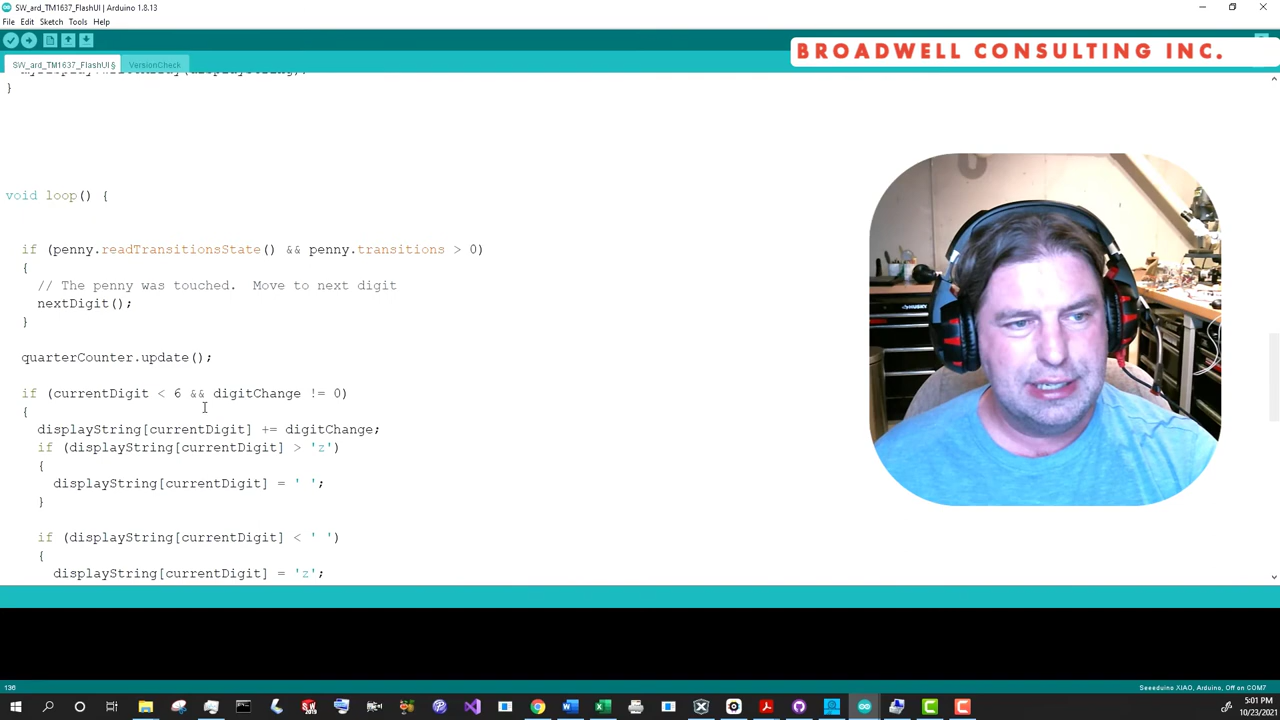 SW_ard_TM1637_FlashUI | Arduino 1.8.13
File Edit Sketch Tools Help
BROADWELL CONSULTING INC.
SW_ard_TM1637_FlashUI § VersionCheck
}
void loop() {
if (penny.readTransitionsState() && penny.transitions > 0)
{
// The penny was touched.  Move to next digit
nextDigit();
}
quarterCounter.update();
if (currentDigit < 6 && digitChange != 0)
{
displayString[currentDigit] += digitChange;
if (displayString[currentDigit] > 'z')
{
displayString[currentDigit] = ' ';
}
if (displayString[currentDigit] < ' ')
{
displayString[currentDigit] = 'z';
136
Seeeduino XIAO, Arduino, Off on COM7
5:01 PM
10/23/2021